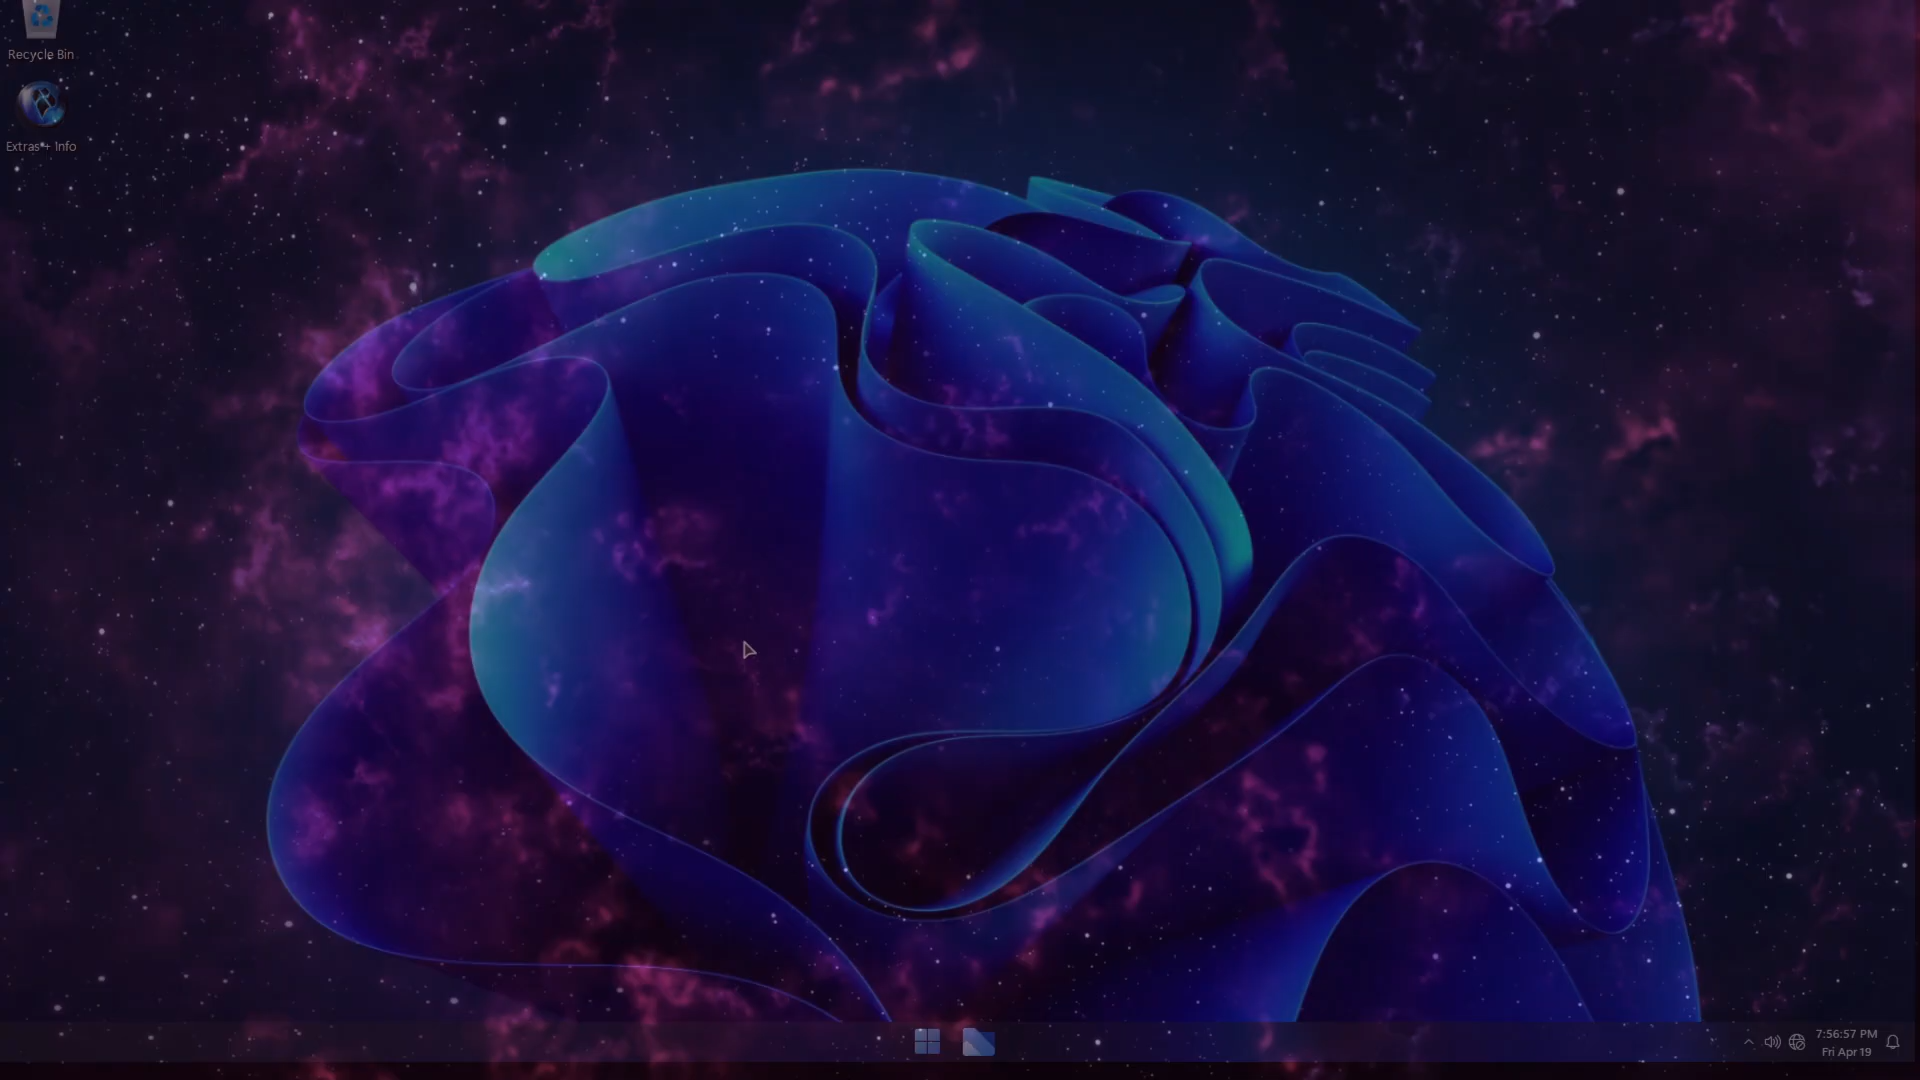 Recycle Bin
Extras + Info
7:56:57 PM
Fri Apr 19